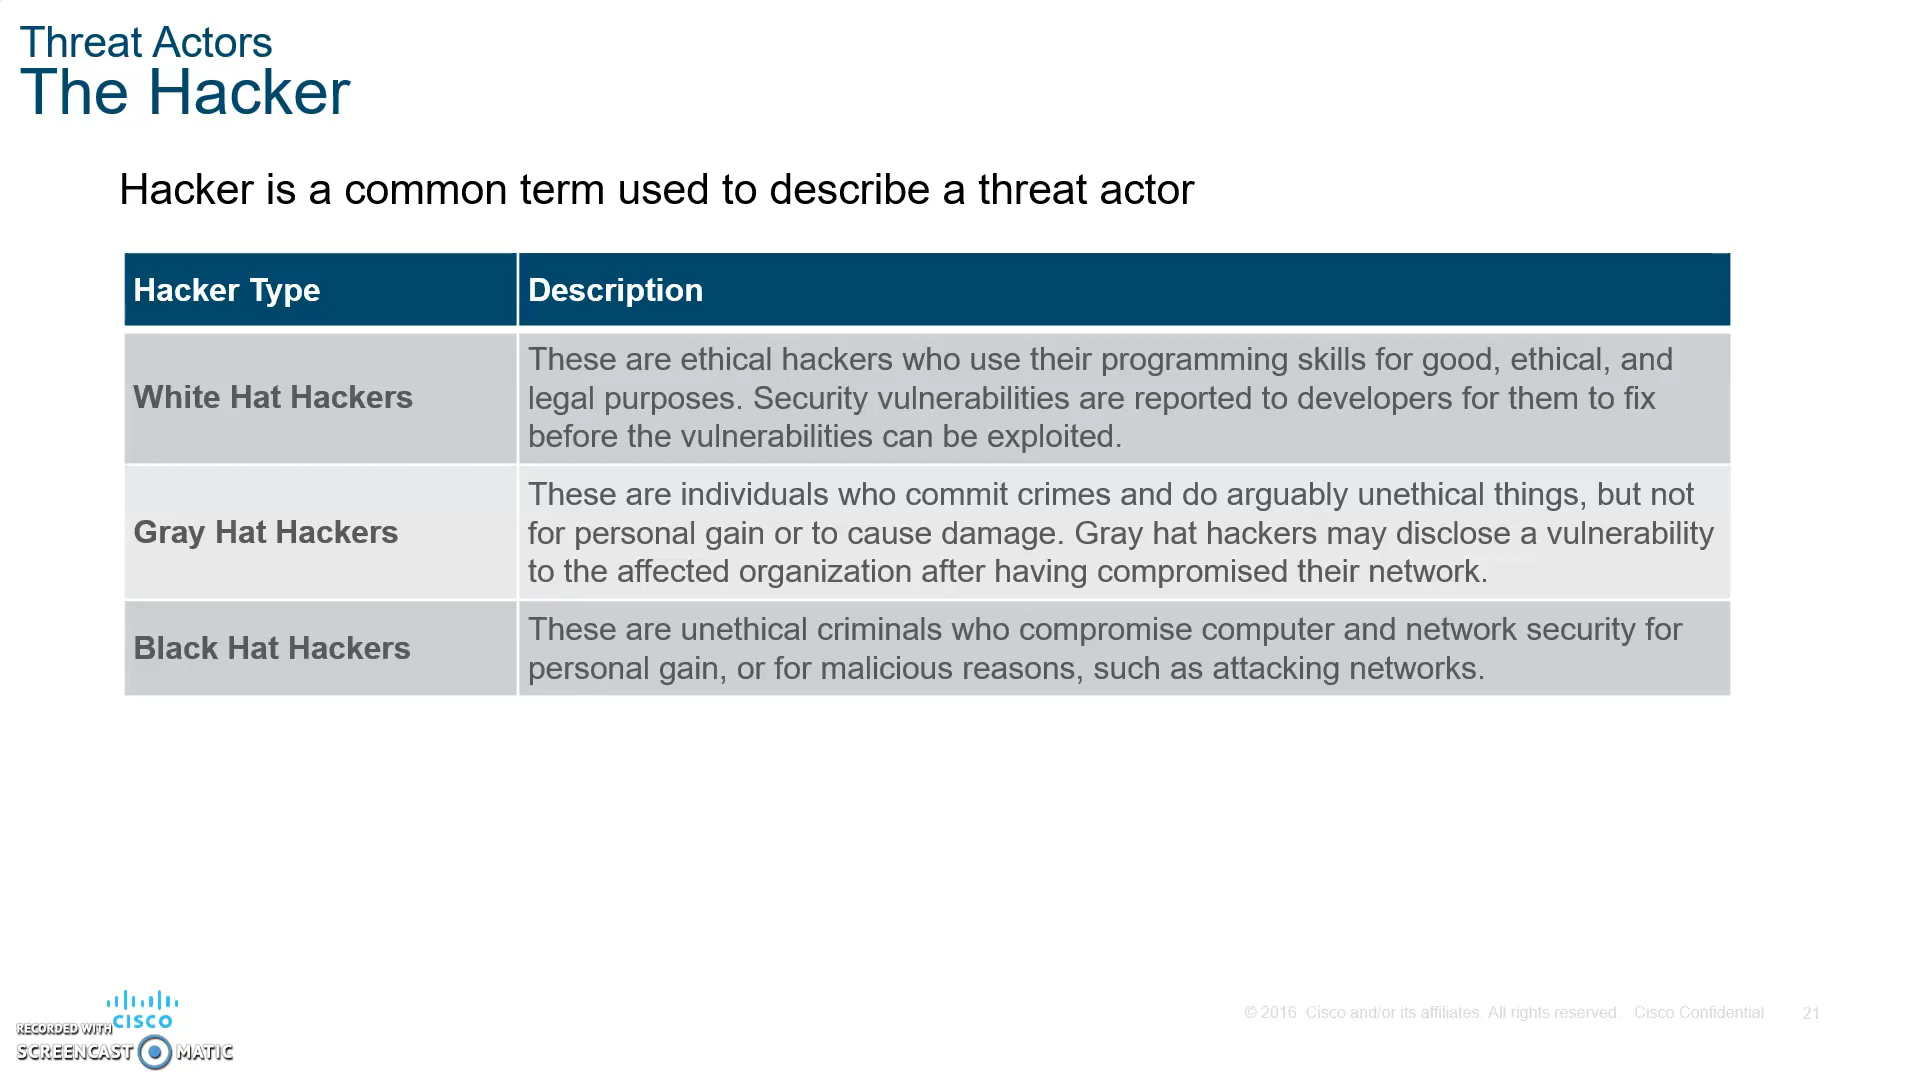 Threat Actors
The Hacker
Hacker is a common term used to describe a threat actor
Hacker Type
Description
White Hat Hackers
These are ethical hackers who use their programming skills for good, ethical, and
legal purposes. Security vulnerabilities are reported to developers for them to fix
before the vulnerabilities can be exploited.
Gray Hat Hackers
These are individuals who commit crimes and do arguably unethical things, but not
for personal gain or to cause damage. Gray hat hackers may disclose a vulnerability
to the affected organization after having compromised their network.
Black Hat Hackers
These are unethical criminals who compromise computer and network security for
personal gain, or for malicious reasons, such as attacking networks.
CISCO
RECORDED WITH
SCREENCAST MATIC
© 2016 Cisco and/or its affiliates. All rights reserved. Cisco Confidential 21